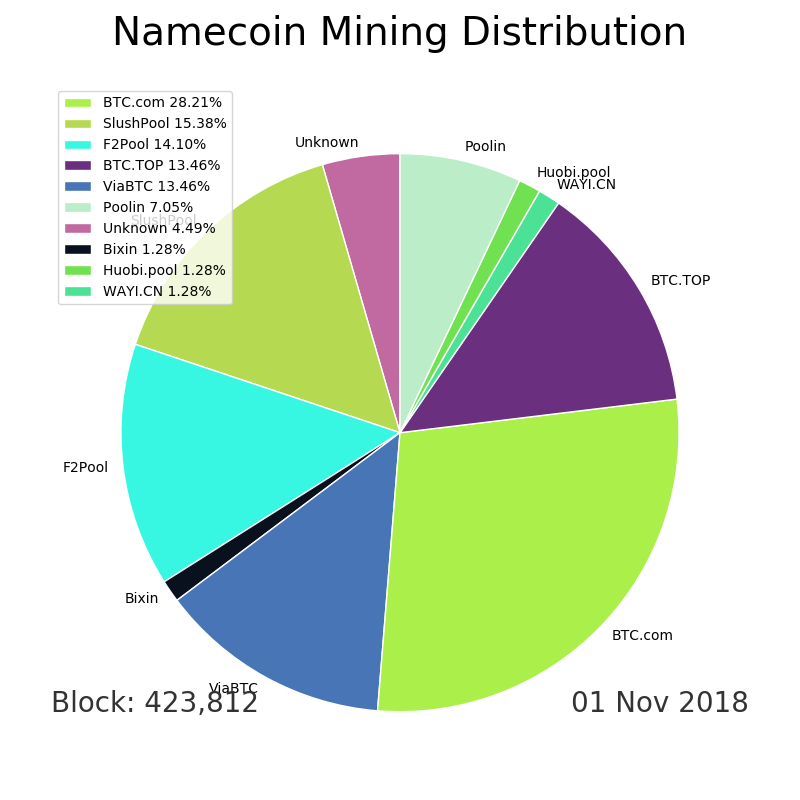 Namecoin Mining Distribution
BTC.com 28.21%
SlushPool 15.38%
F2Pool 14.10%
BTC.TOP 13.46%
ViaBTC 13.46%
Poolin 7.05%
Unknown 4.49%
Bixin 1.28%
Huobi.pool 1.28%
WAYI.CN 1.28%
Unknown
Poolin
Huobi.pool
WAYI.CN
SlushPool
BTC.TOP
F2Pool
Bixin
BTC.com
ViaBTC
Block: 423,812
01 Nov 2018